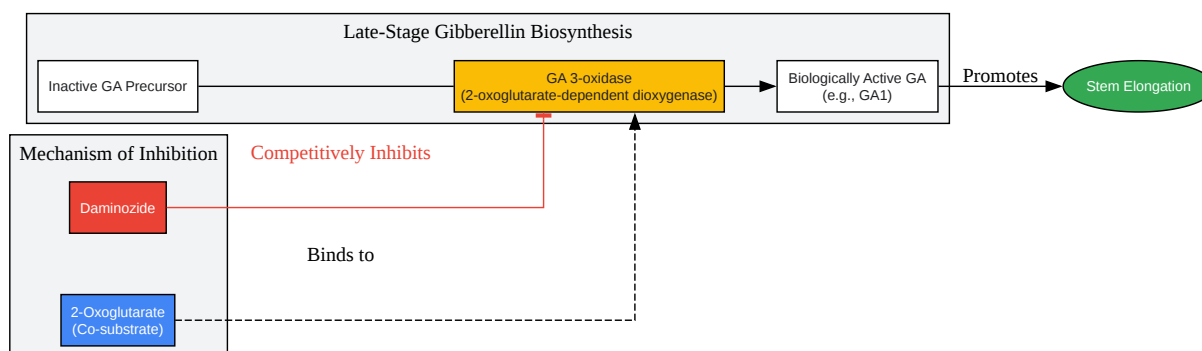 Late-Stage Gibberellin Biosynthesis
Inactive GA Precursor
GA 3-oxidase
(2-oxoglutarate-dependent dioxygenase)
Biologically Active GA
(e.g., GA1)
Promotes
Stem Elongation
Mechanism of Inhibition
Competitively Inhibits
Daminozide
Binds to
2-Oxoglutarate
(Co-substrate)